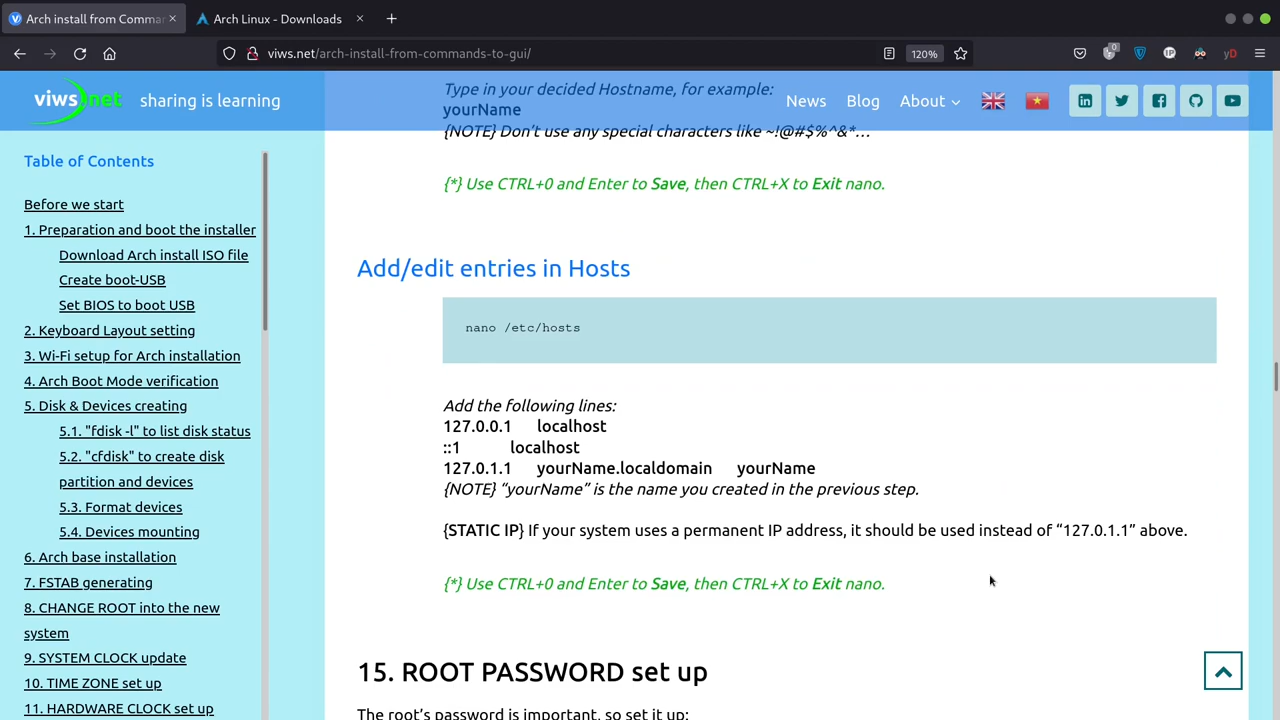 Arch install from Comma
Arch Linux - Downloads
viws.net/arch-install-from-commands-to-gui/
120%
0
IP
yD
viws.net
sharing is learning
News
Blog
About
Type in your decided Hostname, for example:
yourName
{NOTE} Don't use any special characters like ~!@#$%^&*…
{*} Use CTRL+0 and Enter to Save, then CTRL+X to Exit nano.
Table of Contents
Before we start
1. Preparation and boot the installer
Download Arch install ISO file
Create boot-USB
Set BIOS to boot USB
2. Keyboard Layout setting
3. Wi-Fi setup for Arch installation
4. Arch Boot Mode verification
5. Disk & Devices creating
5.1. "fdisk -l" to list disk status
5.2. "cfdisk" to create disk
partition and devices
5.3. Format devices
5.4. Devices mounting
6. Arch base installation
7. FSTAB generating
8. CHANGE ROOT into the new
system
9. SYSTEM CLOCK update
10. TIME ZONE set up
11. HARDWARE CLOCK set up
Add/edit entries in Hosts
nano /etc/hosts
Add the following lines:
127.0.0.1 localhost
::1 localhost
127.0.1.1 yourName.localdomain yourName
{NOTE} “yourName” is the name you created in the previous step.
{STATIC IP} If your system uses a permanent IP address, it should be used instead of “127.0.1.1” above.
{*} Use CTRL+0 and Enter to Save, then CTRL+X to Exit nano.
15. ROOT PASSWORD set up
The root's password is important, so set it up: